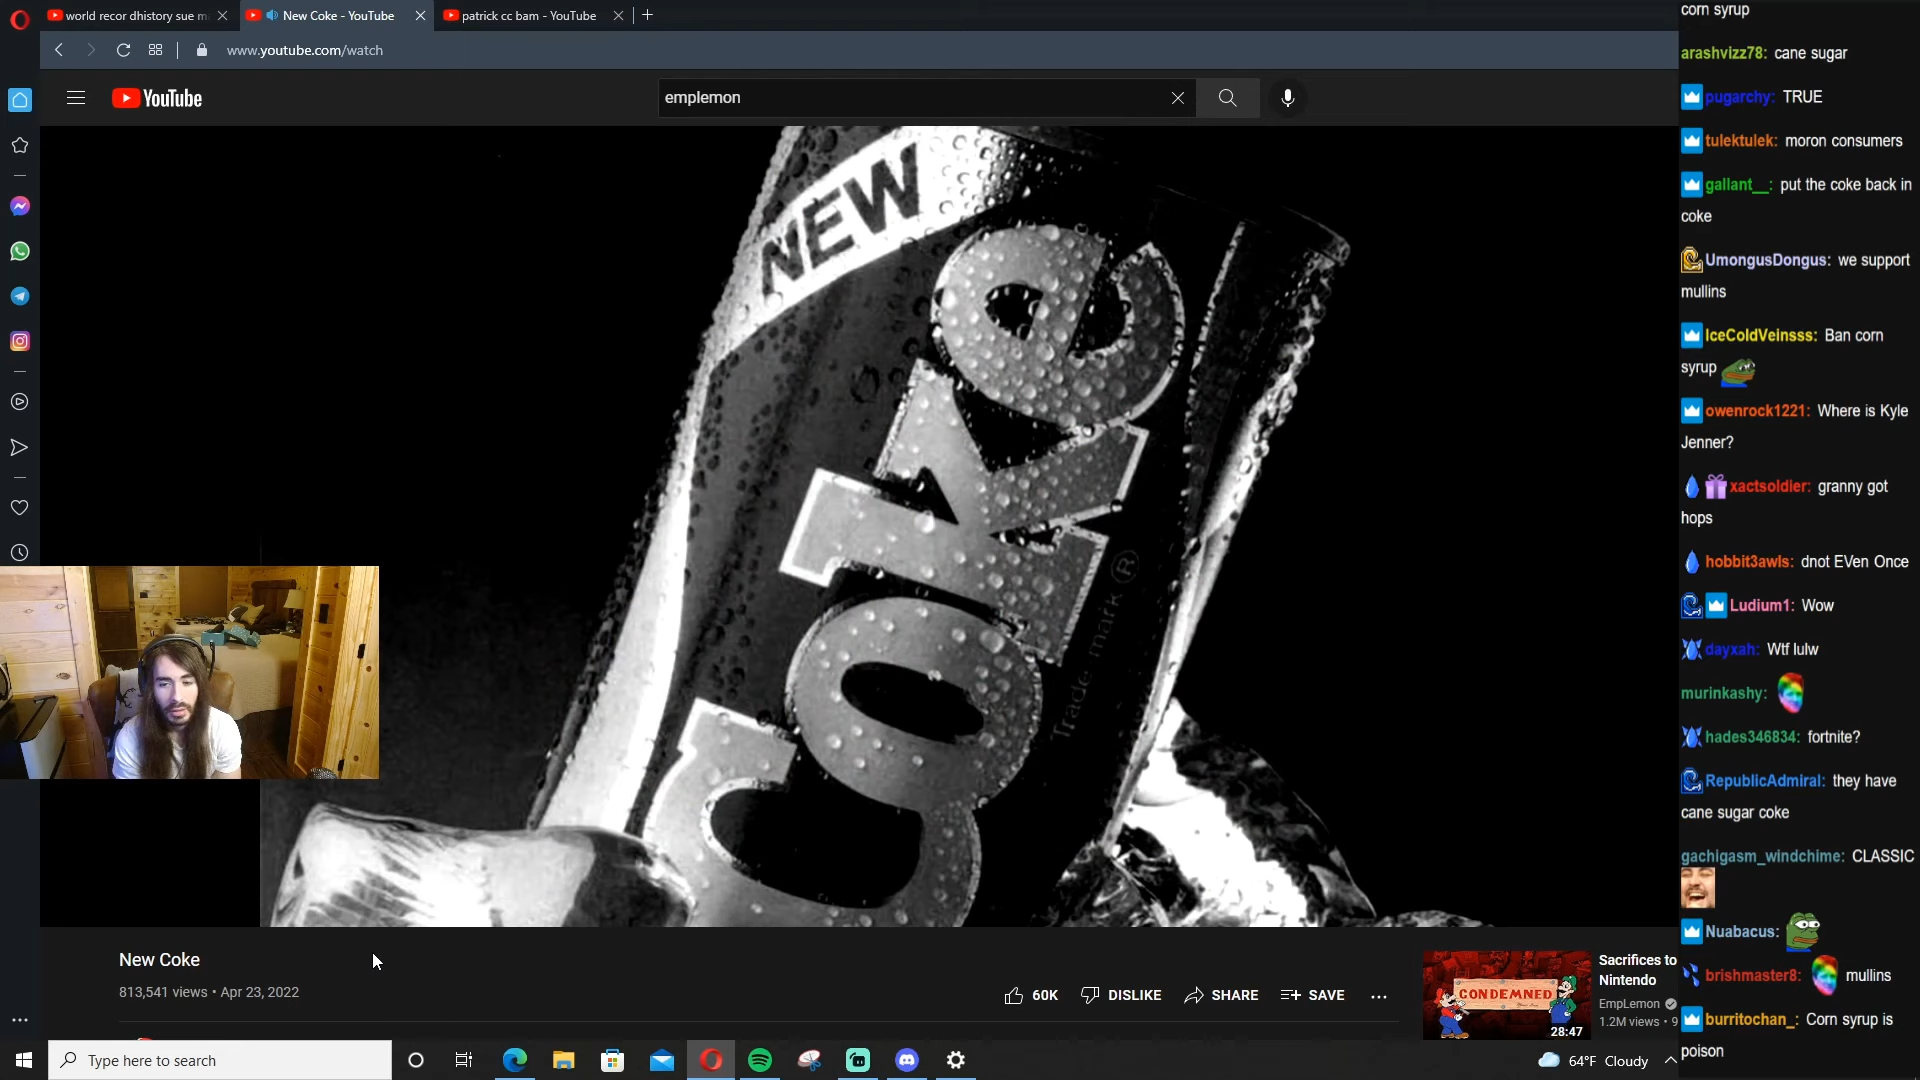 world recor dhistory sue m
New Coke - YouTube
patrick cc bam - YouTube
www.youtube.com/watch
YouTube
emplemon
NEW
Coke
Trade mark ®
New Coke
813,541 views • Apr 23, 2022
60K
DISLIKE
SHARE
SAVE
CONDEMNED
28:47
Sacrifices to
Nintendo
EmpLemon
1.2M views • 9
Type here to search
64°F Cloudy
corn syrup
arashvizz78: cane sugar
pugarchy: TRUE
tulektulek: moron consumers
gallant__: put the coke back in
coke
UmongusDongus: we support
mullins
IceColdVeinsss: Ban corn
syrup
owenrock1221: Where is Kyle
Jenner?
xactsoldier: granny got
hops
hobbit3awls: dnot EVen Once
Ludium1: Wow
dayxah: Wtf lulw
murinkashy:
hades346834: fortnite?
RepublicAdmiral: they have
cane sugar coke
gachigasm_windchime: CLASSIC
Nuabacus:
brishmaster8: mullins
burritochan_: Corn syrup is
poison